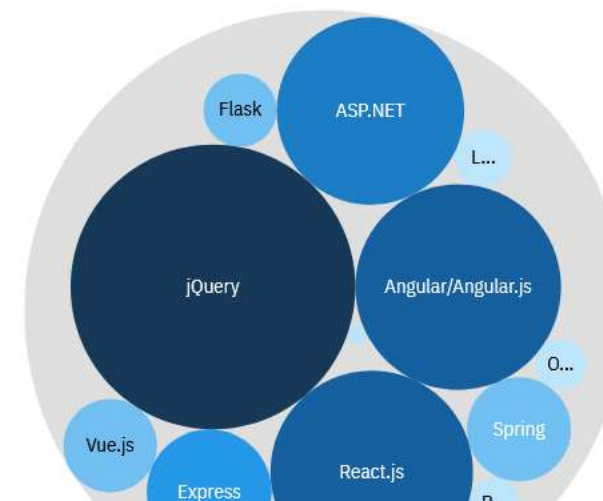 Flask
ASP.NET
L...
jQuery
Angular/Angular.js
O...
Vue.js
Spring
React.js
Express